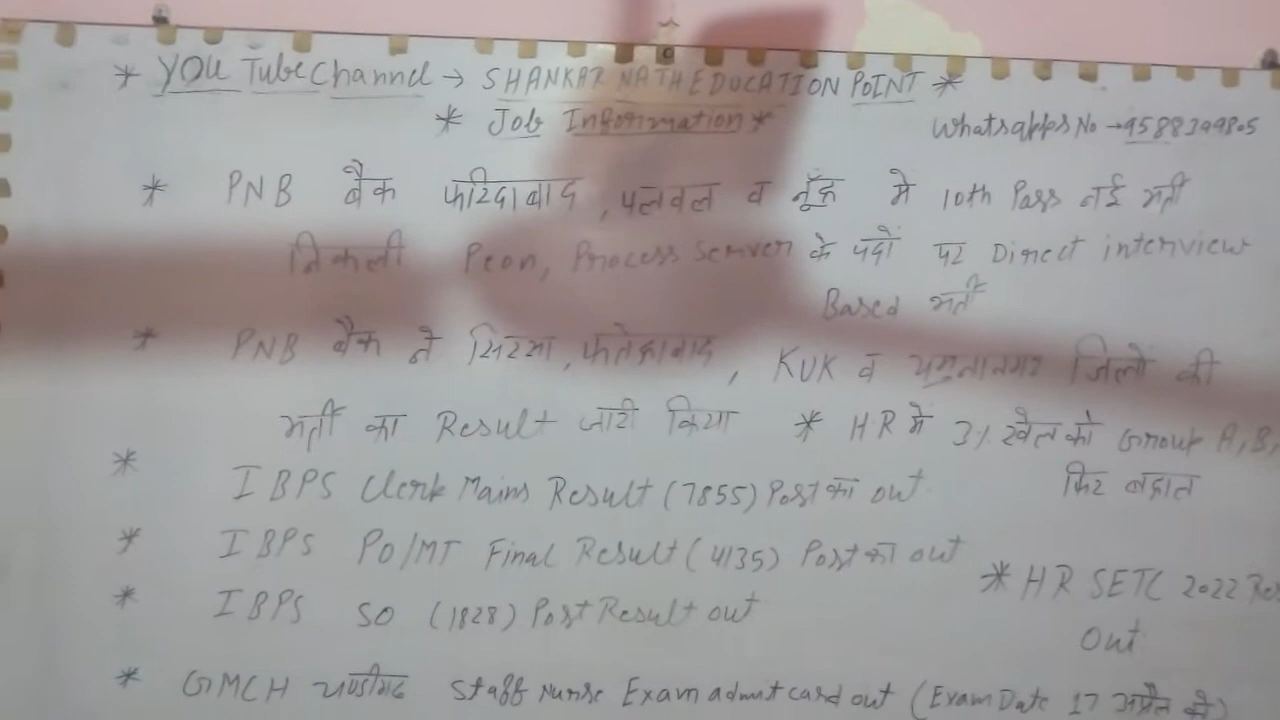 * YOU Tube Channel → SHANKAR NATH EDUCATION POINT *
* Job Information *
Whatsapps No → 9588399805
* PNB बैंक फरिदाबाद, पलवल व नूँह मे 10th Pass नई भर्ती
निकली Peon, Process Server के पदों पर Direct interview
Based भर्ती
* PNB बैंक ने सिरसा, फतेहाबाद, KUK व यमुनानगर जिलों की
भर्ती का Result जारी किया
* HR मे 3% खेल को Group A, B,
फिर बहाल
* IBPS Clerk Mains Result (7855) Post का out
* IBPS PO/MT Final Result (4135) Post का out
* HR SETC 2022 Res
Out
* IBPS SO (1828) Post Result out
* GMCH चण्डीगढ Staff Nurse Exam admit card out (Exam Date 17 अप्रैल को)